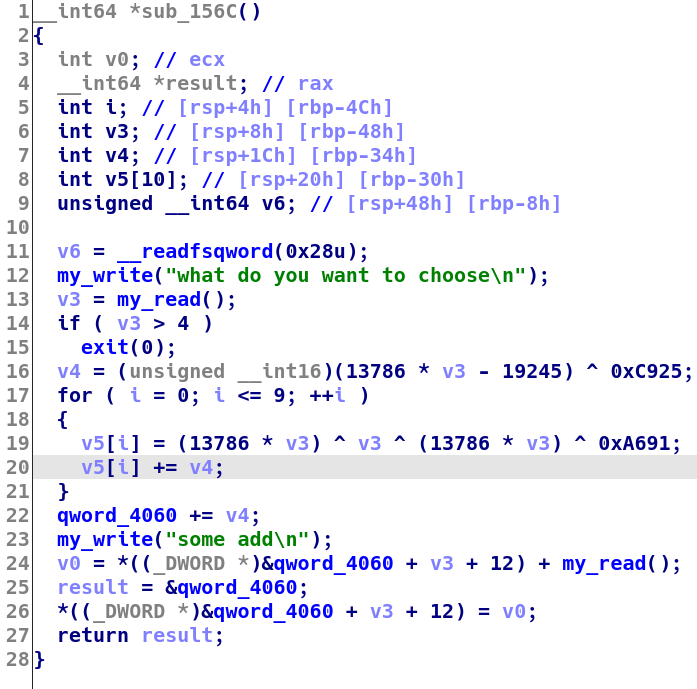 1 __int64 *sub_156C()
2 {
3   int v0; // ecx
4   __int64 *result; // rax
5   int i; // [rsp+4h] [rbp-4Ch]
6   int v3; // [rsp+8h] [rbp-48h]
7   int v4; // [rsp+1Ch] [rbp-34h]
8   int v5[10]; // [rsp+20h] [rbp-30h]
9   unsigned __int64 v6; // [rsp+48h] [rbp-8h]
10
11   v6 = __readfsqword(0x28u);
12   my_write("what do you want to choose\n");
13   v3 = my_read();
14   if ( v3 > 4 )
15     exit(0);
16   v4 = (unsigned __int16)(13786 * v3 - 19245) ^ 0xC925;
17   for ( i = 0; i <= 9; ++i )
18   {
19     v5[i] = (13786 * v3) ^ v3 ^ (13786 * v3) ^ 0xA691;
20     v5[i] += v4;
21   }
22   qword_4060 += v4;
23   my_write("some add\n");
24   v0 = *((_DWORD *)&qword_4060 + v3 + 12) + my_read();
25   result = &qword_4060;
26   *((_DWORD *)&qword_4060 + v3 + 12) = v0;
27   return result;
28 }